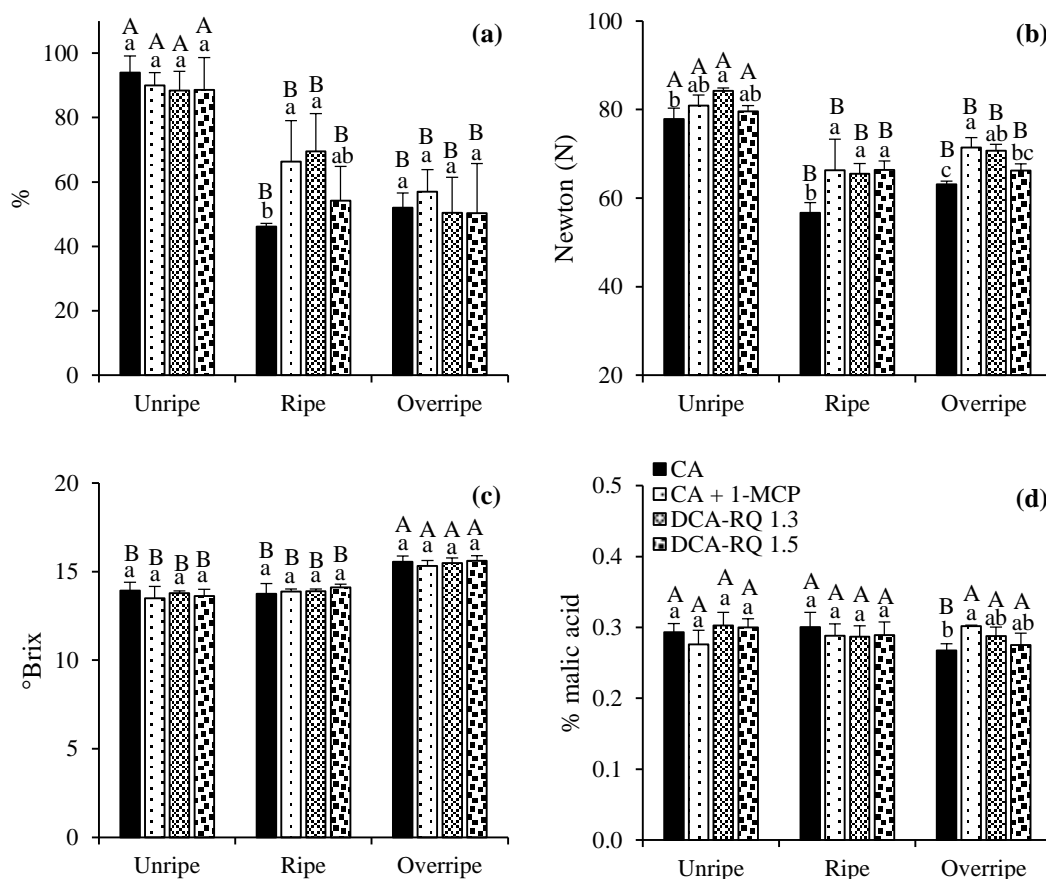 (a)
%
100
80
60
40
20
0
A A A A
a a a a
B B B B
b a a ab
B B B B
a a a a
Unripe Ripe Overripe
(b)
Newton (N)
100
80
60
40
20
A A A A
b ab a ab
B B B B
b a a a
B B B B
c a ab bc
Unripe Ripe Overripe
(c)
°Brix
20
15
10
5
0
B B B B
a a a a
B B B B
a a a a
A A A A
a a a a
Unripe Ripe Overripe
(d)
CA
CA + 1-MCP
DCA-RQ 1.3
DCA-RQ 1.5
% malic acid
0.5
0.4
0.3
0.2
0.1
0.0
A A A A
a a a a
A A A A
a a a a
B A A A
b a ab ab
Unripe Ripe Overripe